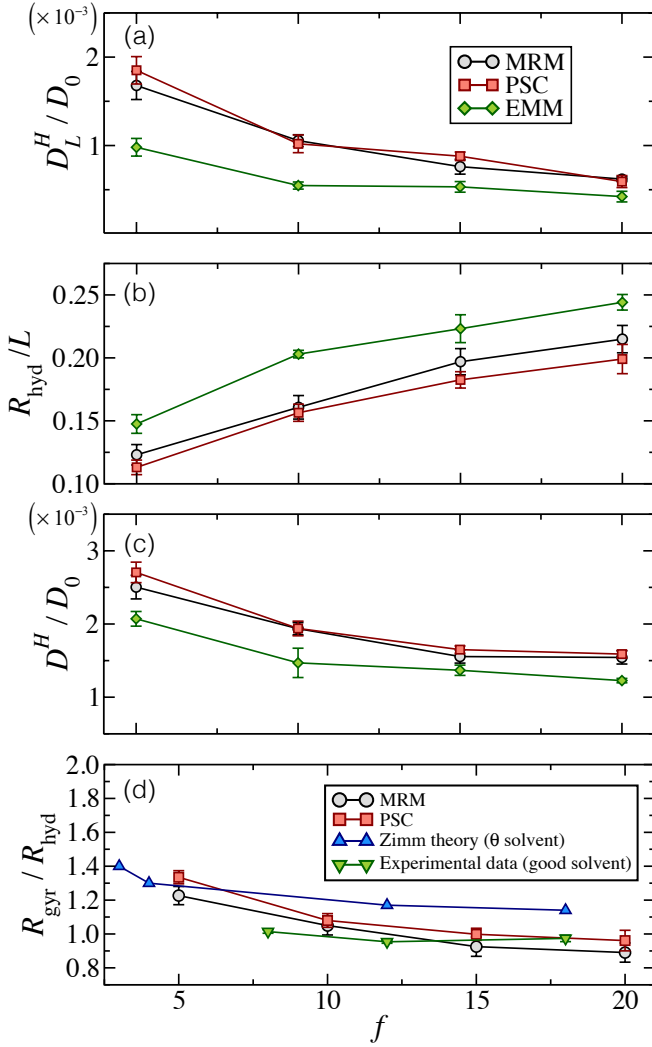 (× 10⁻³)
(a)
2
1
D_L^H / D_0
MRM
PSC
EMM
(b)
0.25
0.20
0.15
0.10
R_hyd / L
(× 10⁻³)
(c)
3
2
1
D^H / D_0
(d)
2.0
1.8
1.6
1.4
1.2
1.0
0.8
R_gyr / R_hyd
MRM
PSC
Zimm theory (θ solvent)
Experimental data (good solvent)
5 10 15 20
f